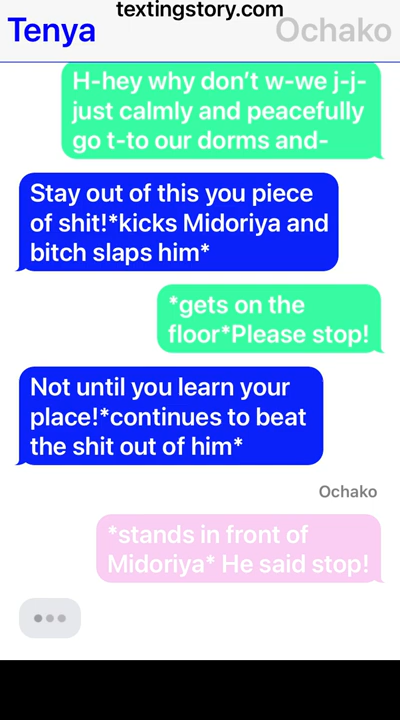 textingstory.com
Tenya
Ochako
H-hey why don’t w-we j-j-
just calmly and peacefully
go t-to our dorms and-
Stay out of this you piece
of shit!*kicks Midoriya and
bitch slaps him*
*gets on the
floor*Please stop!
Not until you learn your
place!*continues to beat
the shit out of him*
Ochako
*stands in front of
Midoriya* He said stop!